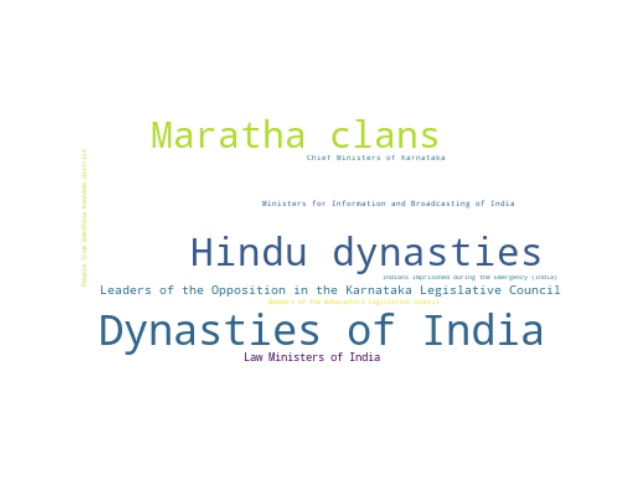 Maratha clans
Chief Ministers of Karnataka
People from Dakshina Kannada district
Ministers for Information and Broadcasting of India
Hindu dynasties
Indians imprisoned during the Emergency (India)
Leaders of the Opposition in the Karnataka Legislative Council
Members of the Maharashtra Legislative Council
Dynasties of India
Law Ministers of India